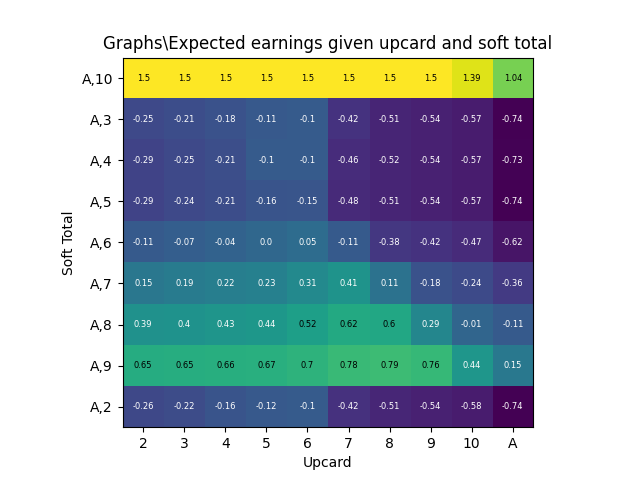 Graphs\Expected earnings given upcard and soft total
A,10 1.5 1.5 1.5 1.5 1.5 1.5 1.5 1.5 1.39 1.04
A,3 -0.25 -0.21 -0.18 -0.11 -0.1 -0.42 -0.51 -0.54 -0.57 -0.74
A,4 -0.29 -0.25 -0.21 -0.1 -0.1 -0.46 -0.52 -0.54 -0.57 -0.73
A,5 -0.29 -0.24 -0.21 -0.16 -0.15 -0.48 -0.51 -0.54 -0.57 -0.74
A,6 -0.11 -0.07 -0.04 0.0 0.05 -0.11 -0.38 -0.42 -0.47 -0.62
A,7 0.15 0.19 0.22 0.23 0.31 0.41 0.11 -0.18 -0.24 -0.36
A,8 0.39 0.4 0.43 0.44 0.52 0.62 0.6 0.29 -0.01 -0.11
A,9 0.65 0.65 0.66 0.67 0.7 0.78 0.79 0.76 0.44 0.15
A,2 -0.26 -0.22 -0.16 -0.12 -0.1 -0.42 -0.51 -0.54 -0.58 -0.74
2 3 4 5 6 7 8 9 10 A
Upcard
Soft Total